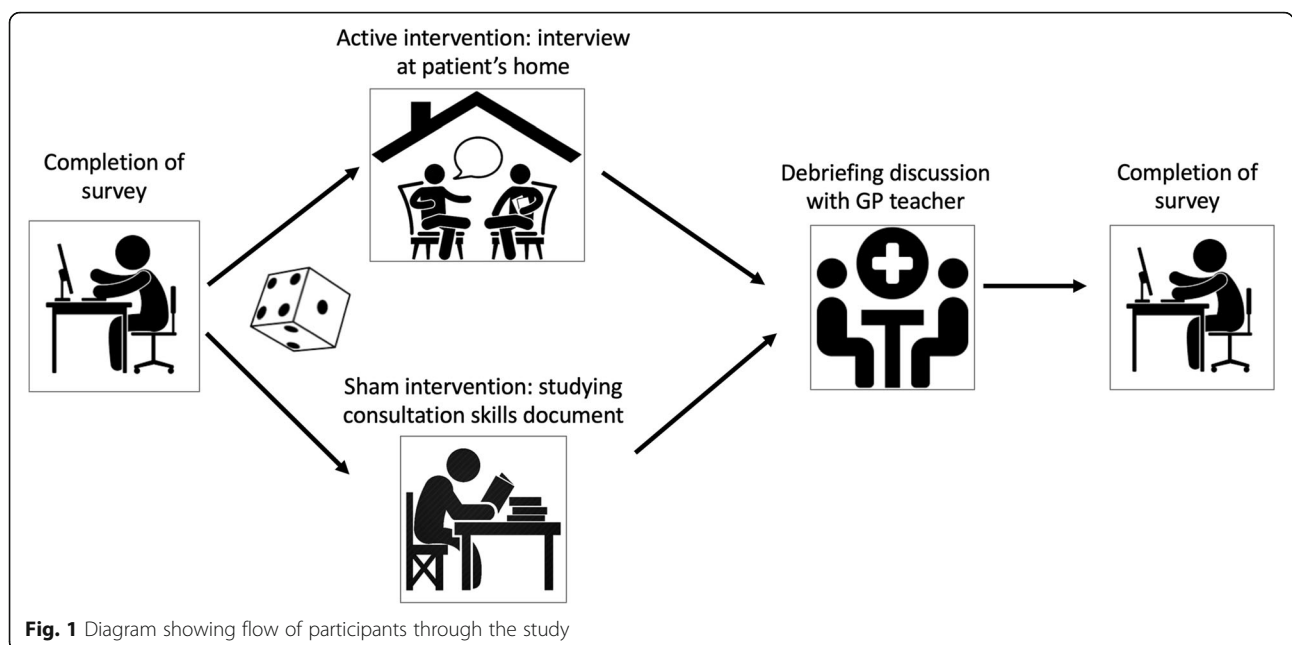 Active intervention: interview
at patient's home
Completion of
survey
Sham intervention: studying
consultation skills document
Debriefing discussion
with GP teacher
Completion of
survey
Fig. 1 Diagram showing flow of participants through the study